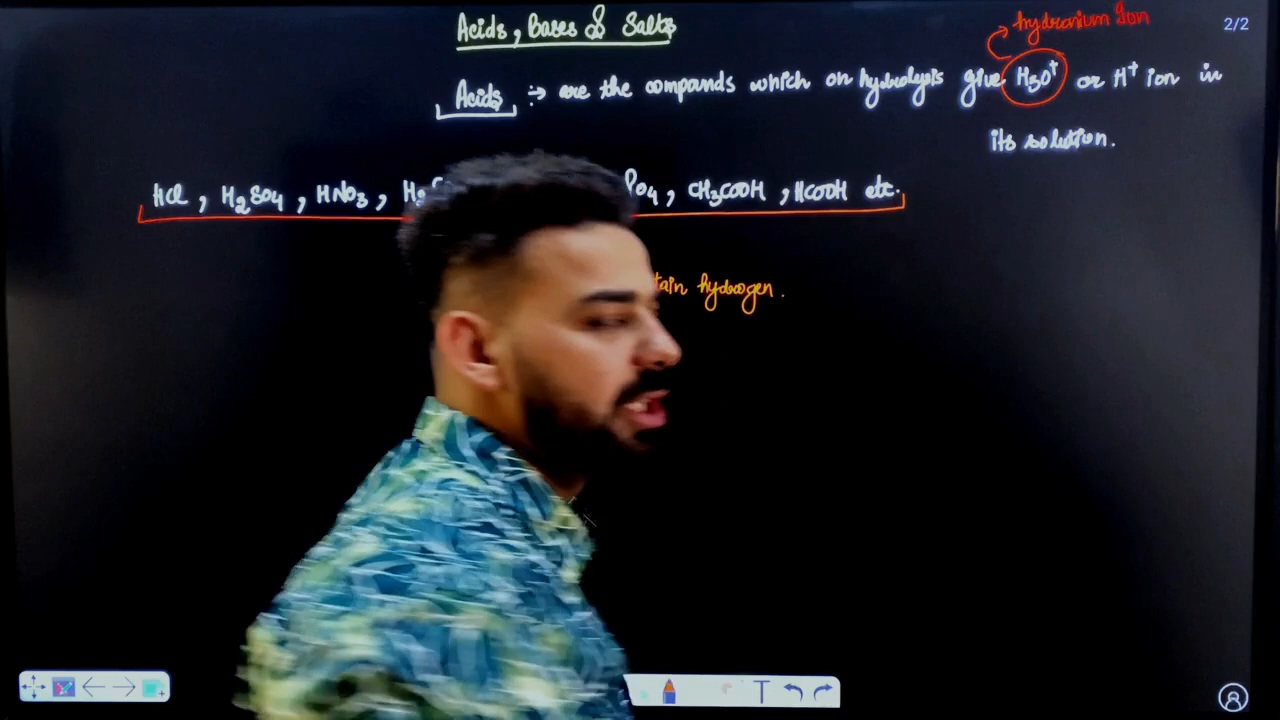 Acids, Bases & Salts
hydronium Ion
2/2
Acids :→ are the compands which on hydrolysis give H3O+ or H+ ion in
its solution.
HCl, H2SO4, HNO3, PO4, CH3COOH, HCOOH etc.
tain hydrogen.
T